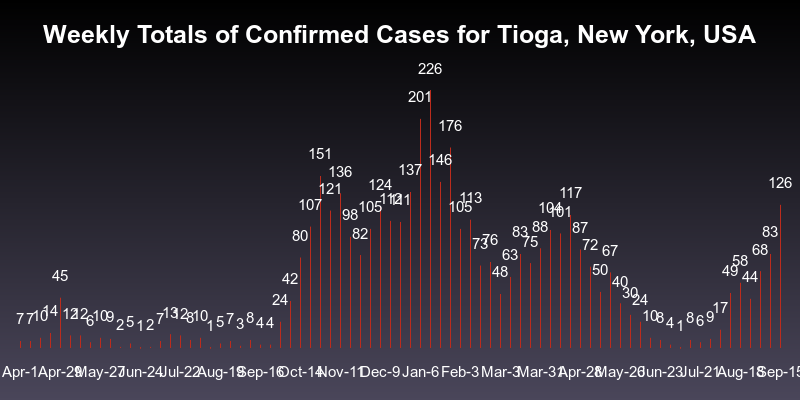 Weekly Totals of Confirmed Cases for Tioga, New York, USA
7 7 10 14 45 12 12 6 10 9 2 5 1 2 7 13 12 8 10 1 5 7 3 8 4 4 24 42 80 107 151 121 136 98 82 105 124 112 111 137 201 226 146 176 105 113 73 76 48 63 83 75 88 104 101 117 87 72 50 67 40 30 24 10 8 4 1 8 6 9 17 49 58 44 68 83 126
Apr-1 Apr-29 May-27 Jun-24 Jul-22 Aug-19 Sep-16 Oct-14 Nov-11 Dec-9 Jan-6 Feb-3 Mar-3 Mar-31 Apr-28 May-26 Jun-23 Jul-21 Aug-18 Sep-15